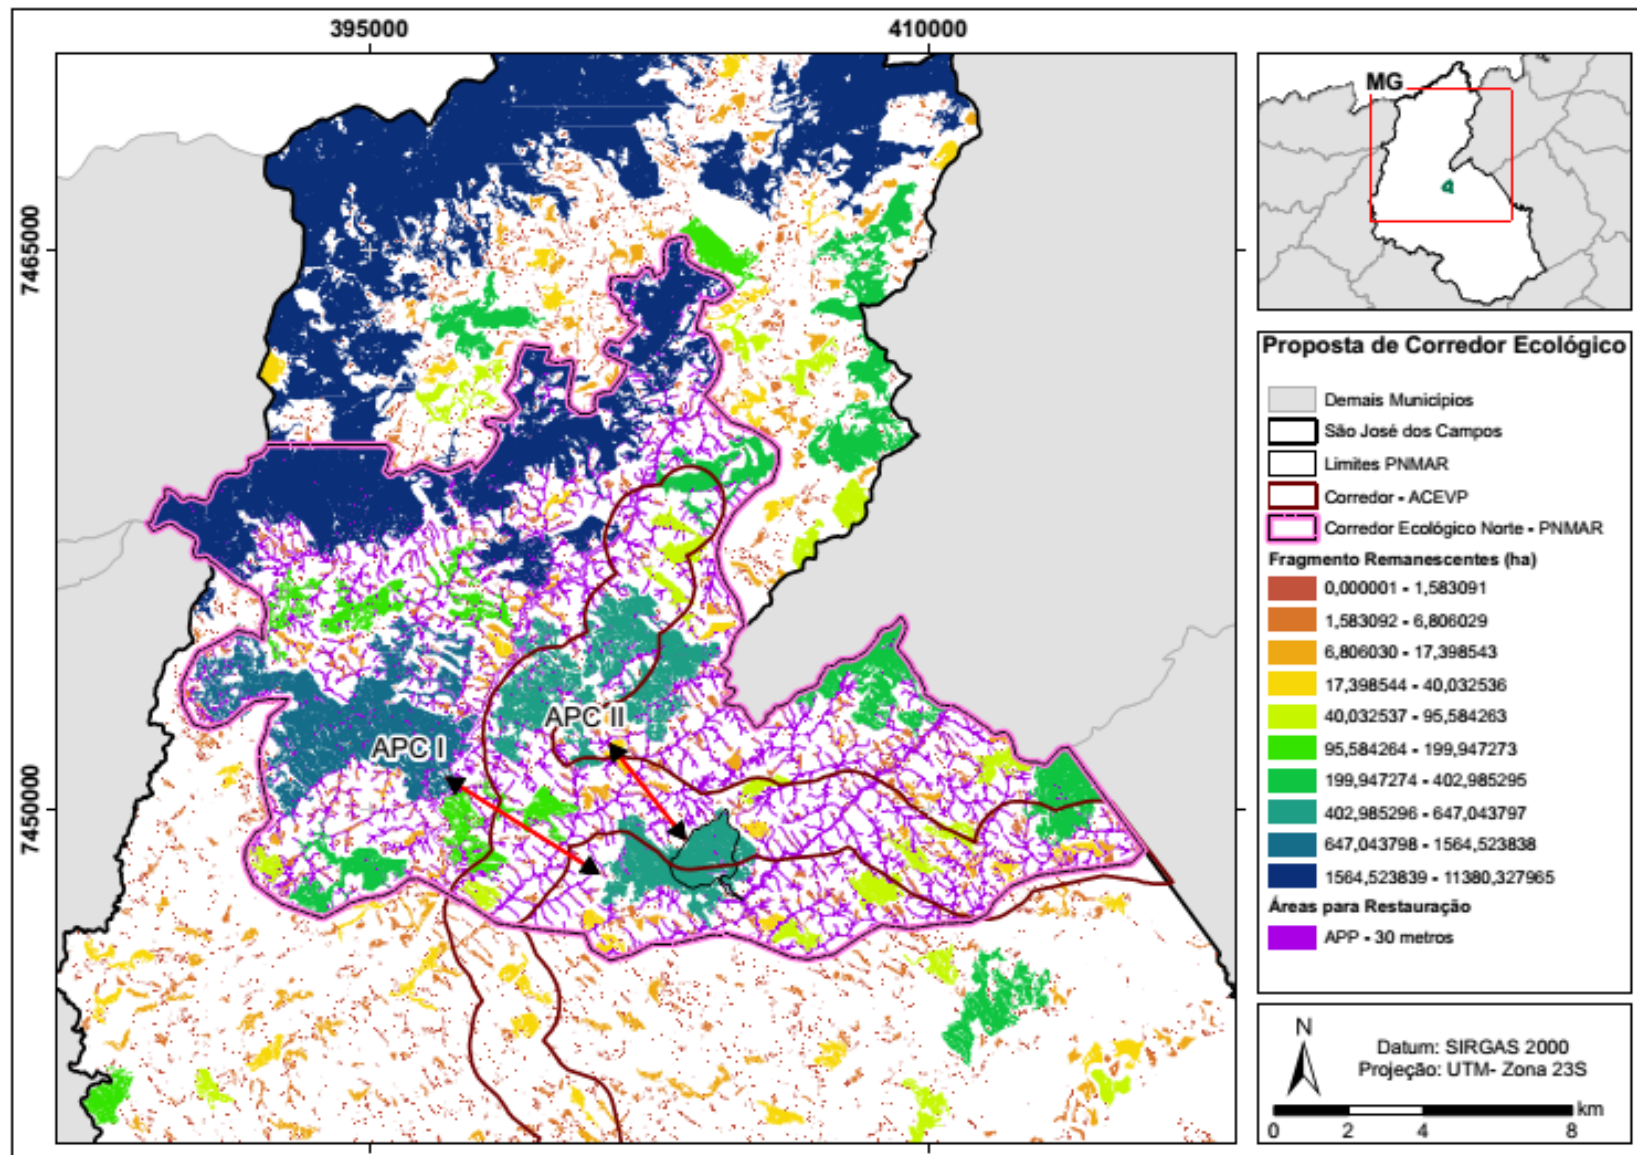 395000
410000
7465000
7450000
APC I
APC II
MG
Proposta de Corredor Ecológico
Demais Municípios
São José dos Campos
Limites PNMAR
Corredor - ACEVP
Corredor Ecológico Norte - PNMAR
Fragmento Remanescentes (ha)
0,000001 - 1,583091
1,583092 - 6,806029
6,806030 - 17,398543
17,398544 - 40,032536
40,032537 - 95,584263
95,584264 - 199,947273
199,947274 - 402,985295
402,985296 - 647,043797
647,043798 - 1564,523838
1564,523839 - 11380,327965
Áreas para Restauração
APP - 30 metros
N
Datum: SIRGAS 2000
Projeção: UTM- Zona 23S
km
0 2 4 8